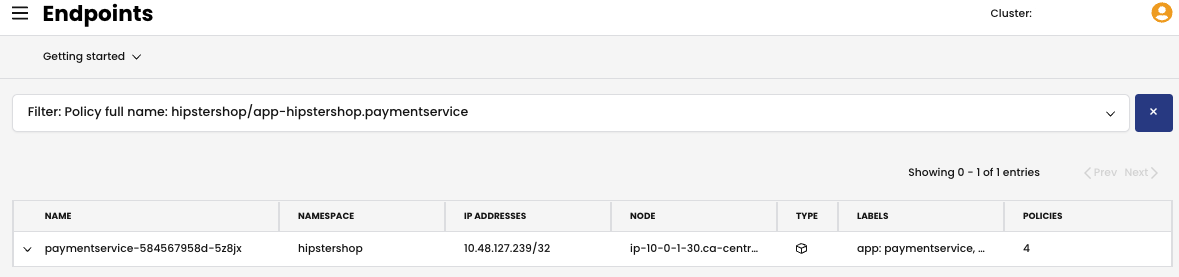 Endpoints
Cluster:
Getting started
Filter: Policy full name: hipstershop/app-hipstershop.paymentservice
×
Showing 0 - 1 of 1 entries
Prev Next
NAME NAMESPACE IP ADDRESSES NODE TYPE LABELS POLICIES
paymentservice-584567958d-5z8jx hipstershop 10.48.127.239/32 ip-10-0-1-30.ca-centr... app: paymentservice, ... 4